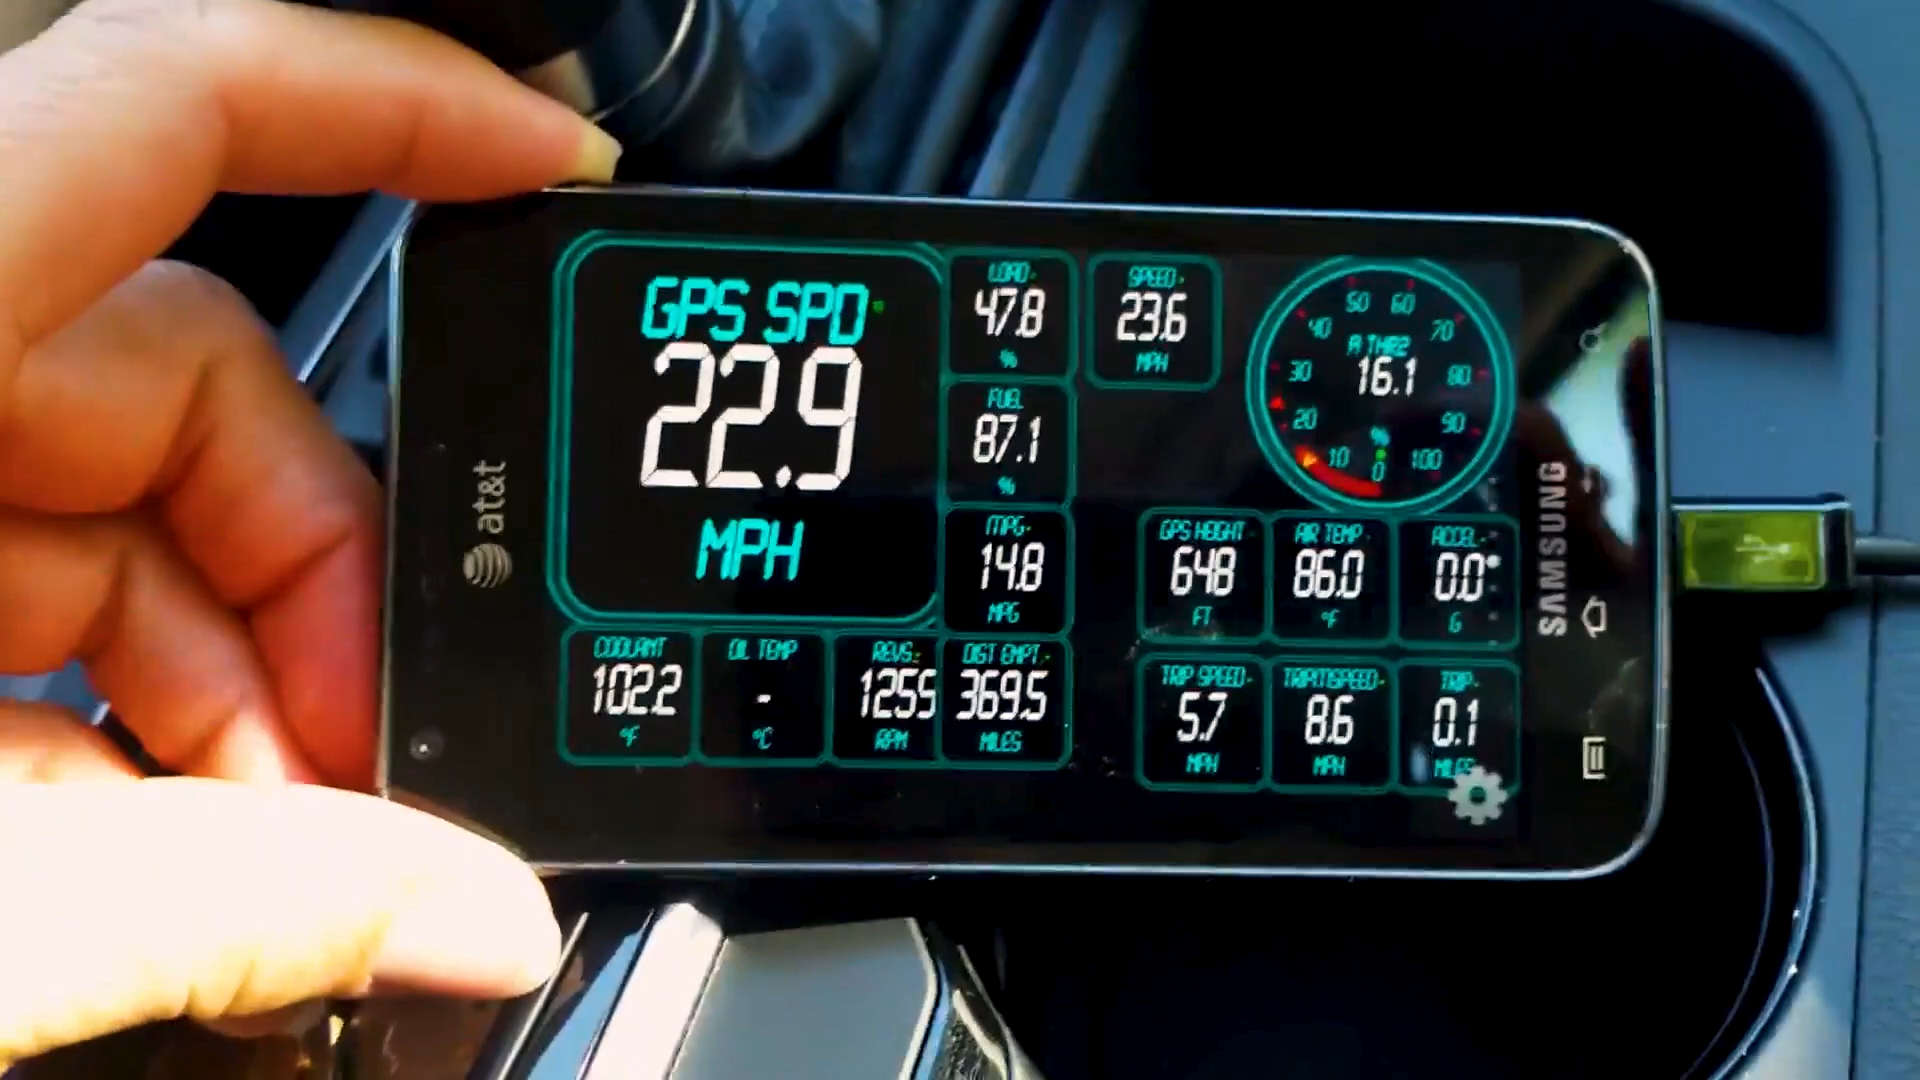 at&t
GPS SPD
22.9
MPH
LOAD
47.8
%
FUEL
87.1
%
MPG
14.8
MPG
SPEED
23.6
MPH
50 60
40 70
30 80
20 90
10 0 100
A THR2
16.1
%
GPS HEIGHT
648
FT
AIR TEMP
86.0
°F
ACCEL
0.0
G
COOLANT
102.2
°F
OIL TEMP
-
°C
REVS
1255
RPM
DIST EMPT
369.5
MILES
TRIP SPEED
5.7
MPH
8.6
MPH
TRIP
0.1
MILES
SAMSUNG